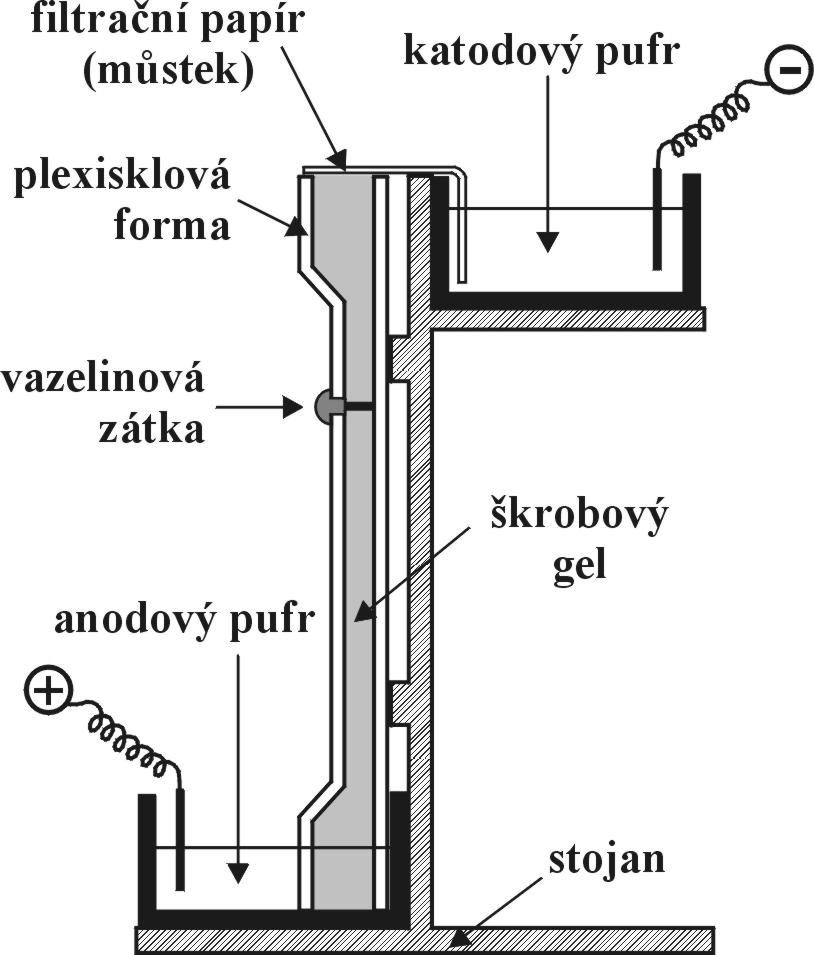 filtrační papír
(můstek)
katodový pufr
-
plexisklová
forma
vazelinová
zátka
škrobový
gel
anodový pufr
+
stojan